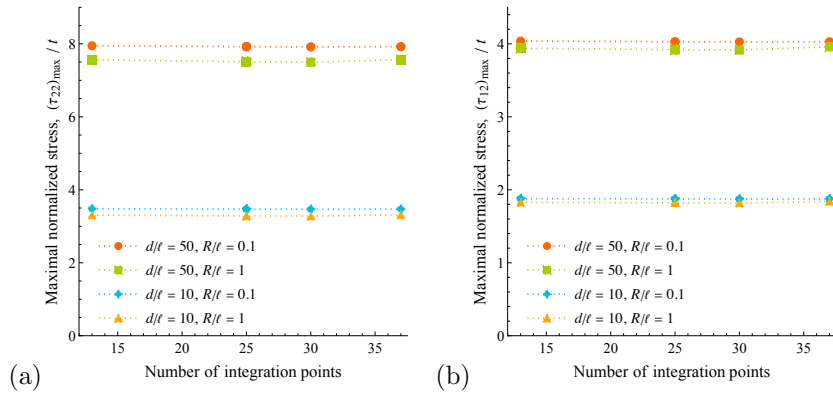 Maximal normalized stress, (τ22)max / t
8
6
4
2
0
d/ℓ = 50, R/ℓ = 0.1
d/ℓ = 50, R/ℓ = 1
d/ℓ = 10, R/ℓ = 0.1
d/ℓ = 10, R/ℓ = 1
15 20 25 30 35
Number of integration points
(a)
Maximal normalized stress, (τ12)max / t
4
3
2
1
0
d/ℓ = 50, R/ℓ = 0.1
d/ℓ = 50, R/ℓ = 1
d/ℓ = 10, R/ℓ = 0.1
d/ℓ = 10, R/ℓ = 1
15 20 25 30 35
Number of integration points
(b)